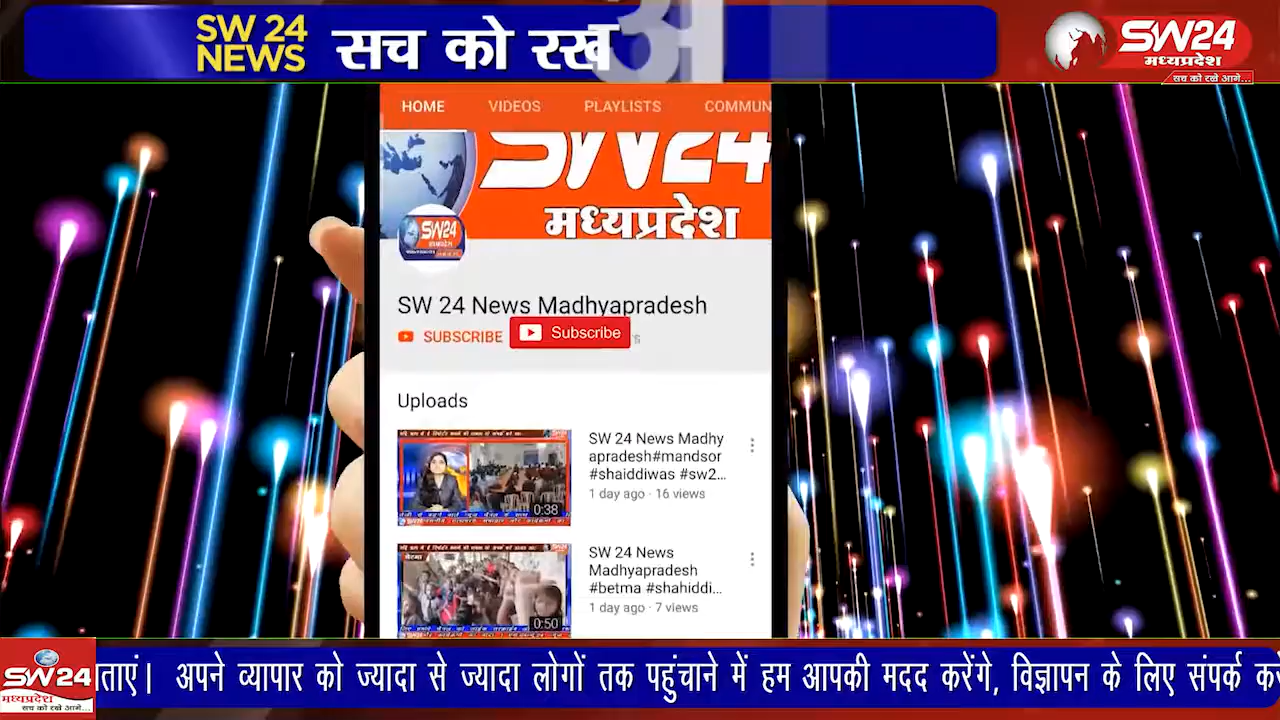 SW 24
NEWS
सच को रख
SW24
मध्यप्रदेश
सच को रखे आगे...
HOME VIDEOS PLAYLISTS COMMUN
SW24
मध्यप्रदेश
SW24
SW 24 News Madhyapradesh
SUBSCRIBE
Subscribe
Uploads
SW 24 News Madhy
apradesh#mandsor
#shaiddiwas #sw2...
1 day ago · 16 views
0:38
SW 24 News
Madhyapradesh
#betma #shahiddi...
1 day ago · 7 views
0:50
SW24
मध्यप्रदेश
सच को रखे आगे...
ताएं। अपने व्यापार को ज्यादा से ज्यादा लोगों तक पहुंचाने में हम आपकी मदद करेंगे, विज्ञापन के लिए संपर्क करे